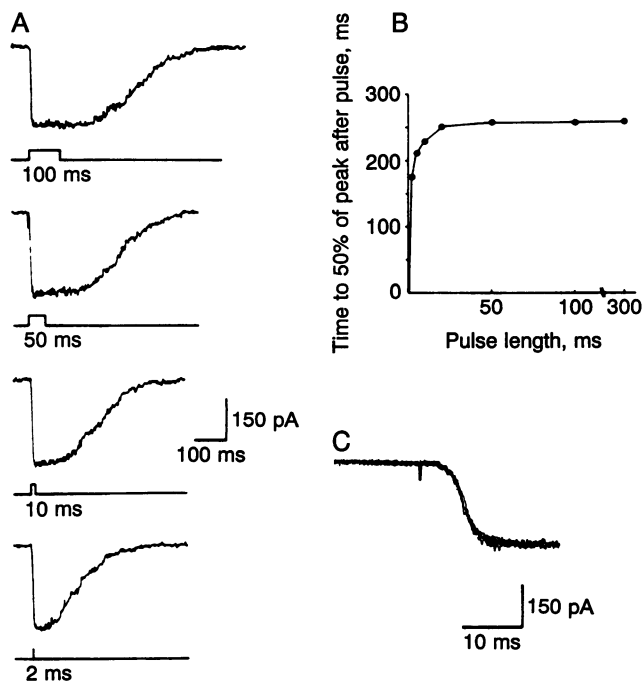 A
100 ms
50 ms
10 ms
2 ms
150 pA
100 ms
B
Time to 50% of peak after pulse, ms
300
200
100
0
50
100
300
Pulse length, ms
C
150 pA
10 ms